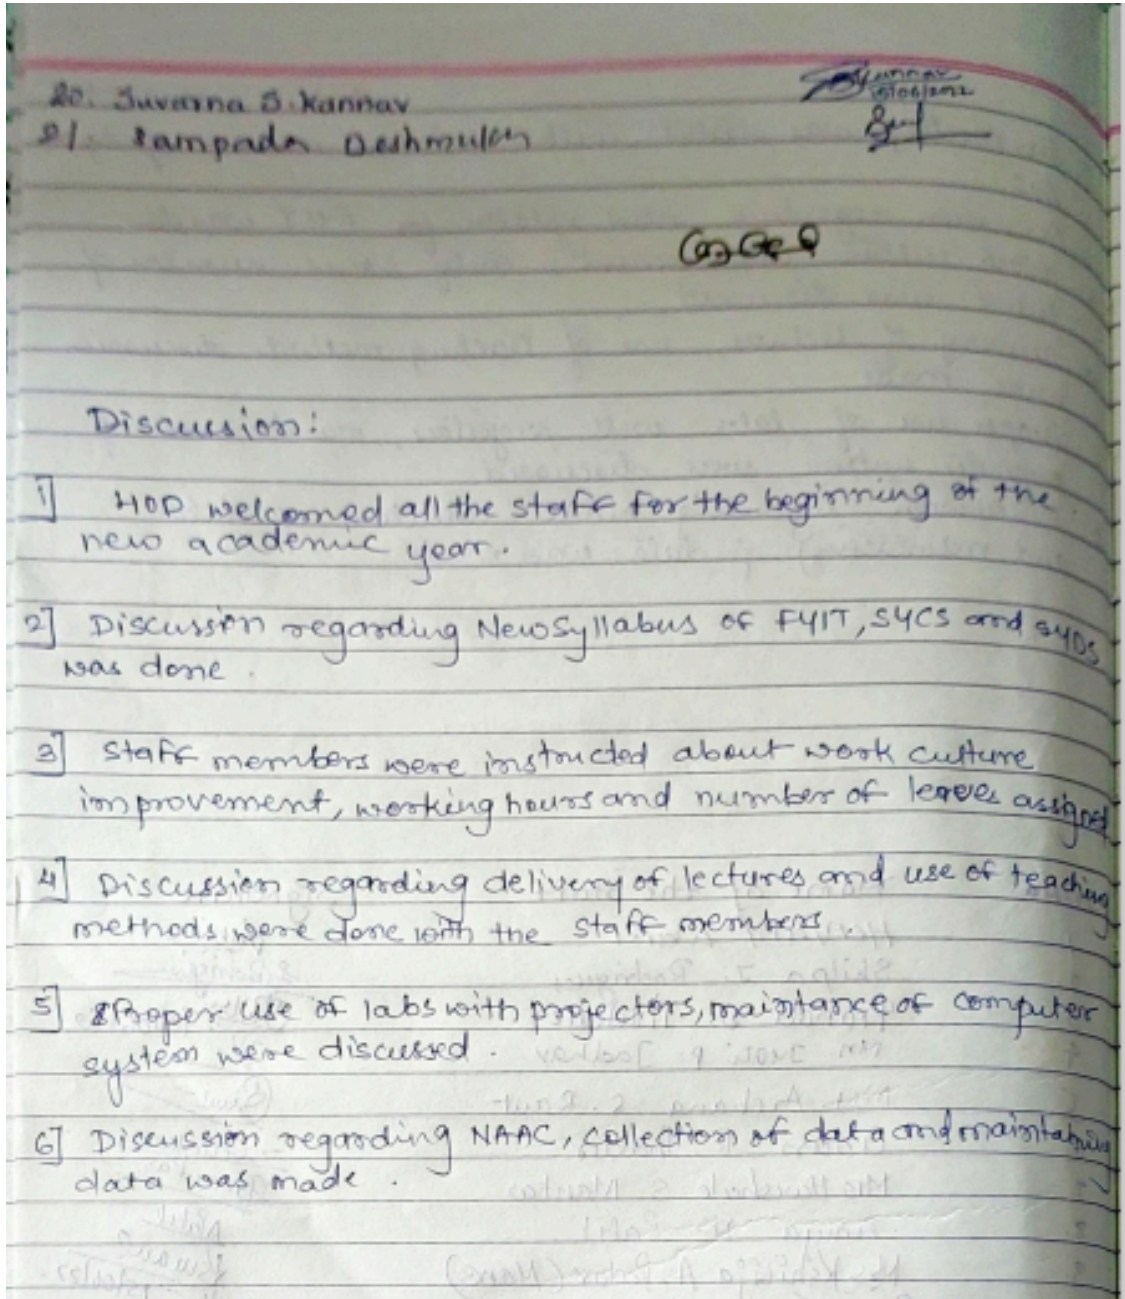 20. Suvarna S. Kannav
21. Sampada Deshmukh
Discussion:
1] HOD welcomed all the staff for the beginning of the
new academic year.
2] Discussion regarding New Syllabus of FYIT, SYCS and SYDS
was done.
3] Staff members were instructed about work culture
improvement, working hours and number of leaves assigned
4] Discussion regarding delivery of lectures and use of teaching
methods were done with the staff members.
5] Proper use of labs with projectors, maintance of computer
system were discussed.
6] Discussion regarding NAAC, collection of data and maintaining
data was made.